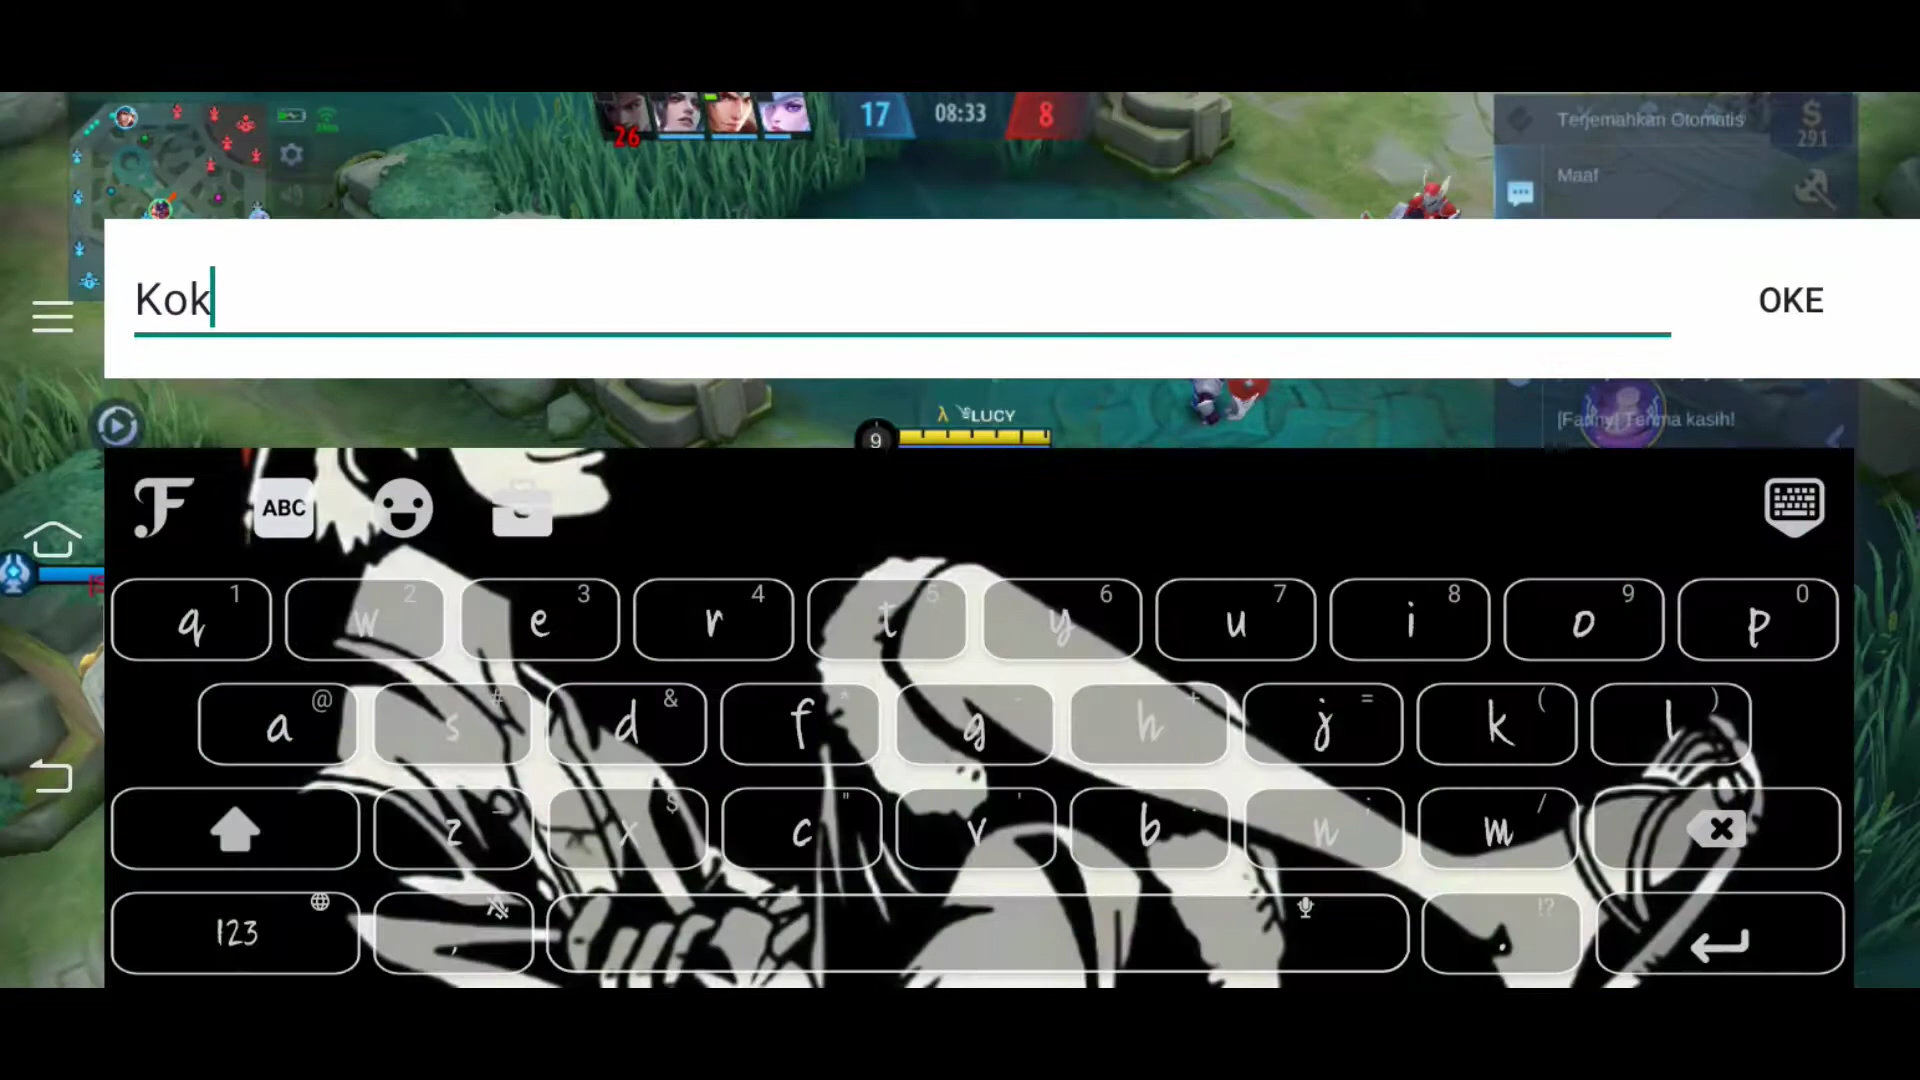 17 08:33 8
26
Terjemahkan Otomatis
291
Maaf
Kok
OKE
LUCY
9
[Fanny] Terima kasih!
F ABC
q 1 w 2 e 3 r 4 t 5 y 6 u 7 i 8 o 9 p 0
a @ s # d & f * g - h + j = k ( l )
z _ x $ c " v ' b : n ; m /
123 , !? .